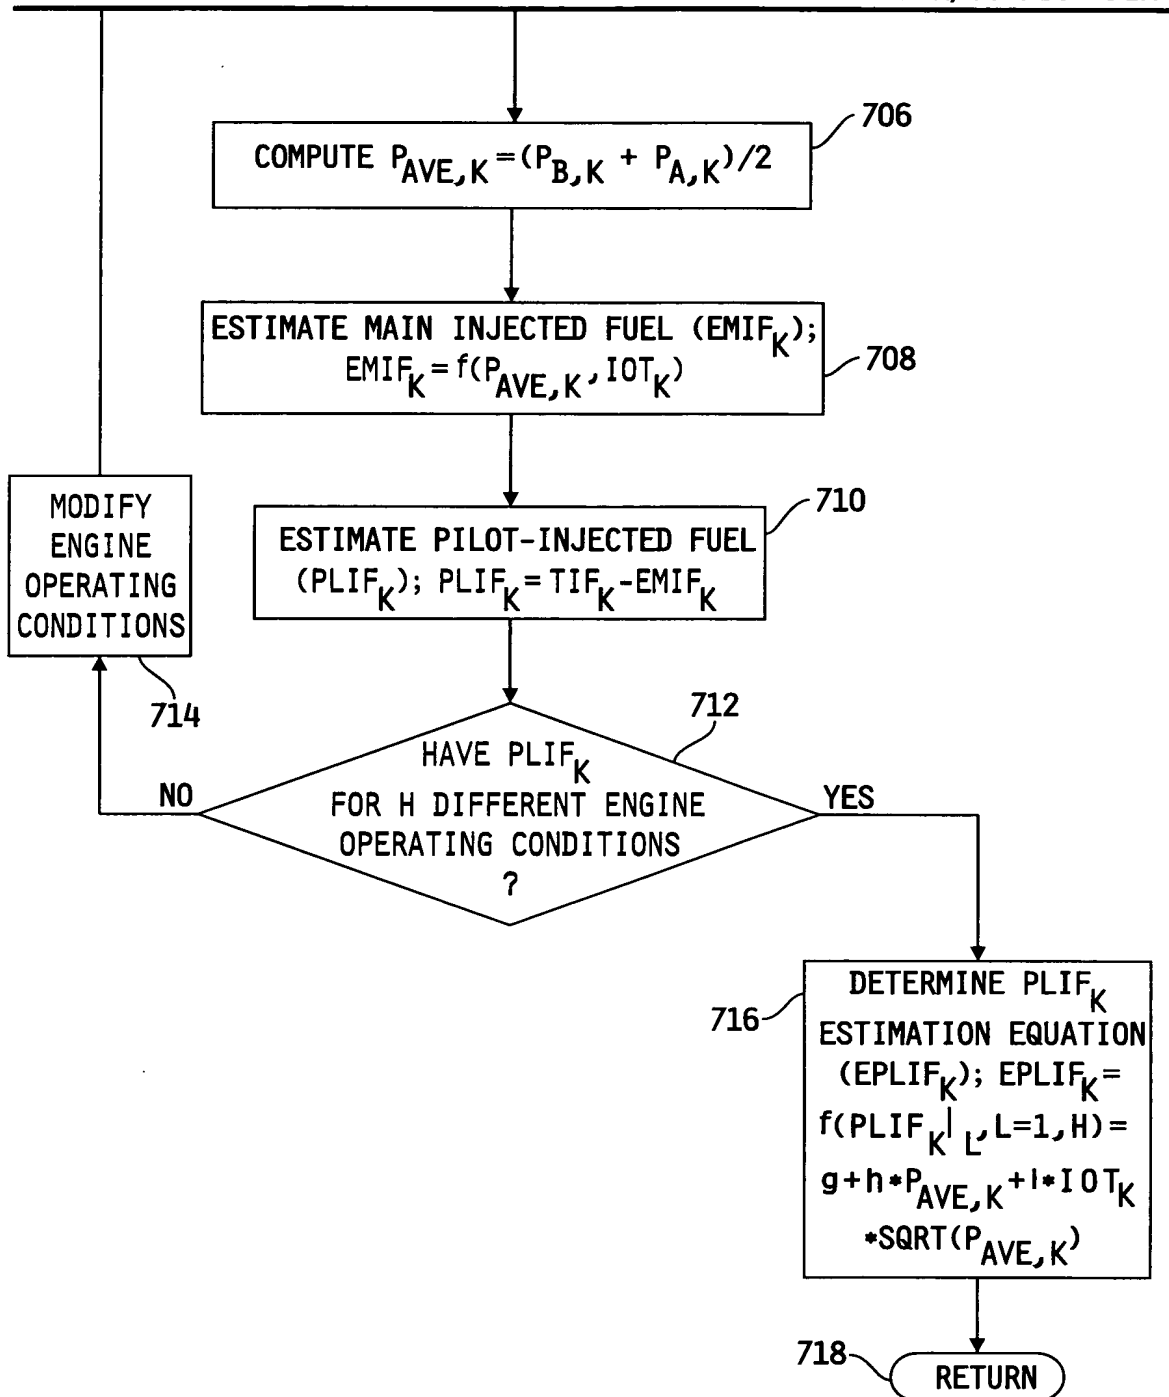 706
COMPUTE P_AVE,K=(P_B,K + P_A,K)/2
ESTIMATE MAIN INJECTED FUEL (EMIF_K);
EMIF_K=f(P_AVE,K,IOT_K)
708
710
ESTIMATE PILOT-INJECTED FUEL
(PLIF_K); PLIF_K=TIF_K-EMIF_K
MODIFY
ENGINE
OPERATING
CONDITIONS
714
712
HAVE PLIF_K
FOR H DIFFERENT ENGINE
OPERATING CONDITIONS
?
NO
YES
716
DETERMINE PLIF_K
ESTIMATION EQUATION
(EPLIF_K); EPLIF_K=
f(PLIF_K|_L,L=1,H)=
g+h*P_AVE,K+i*IOT_K
*SQRT(P_AVE,K)
718
RETURN